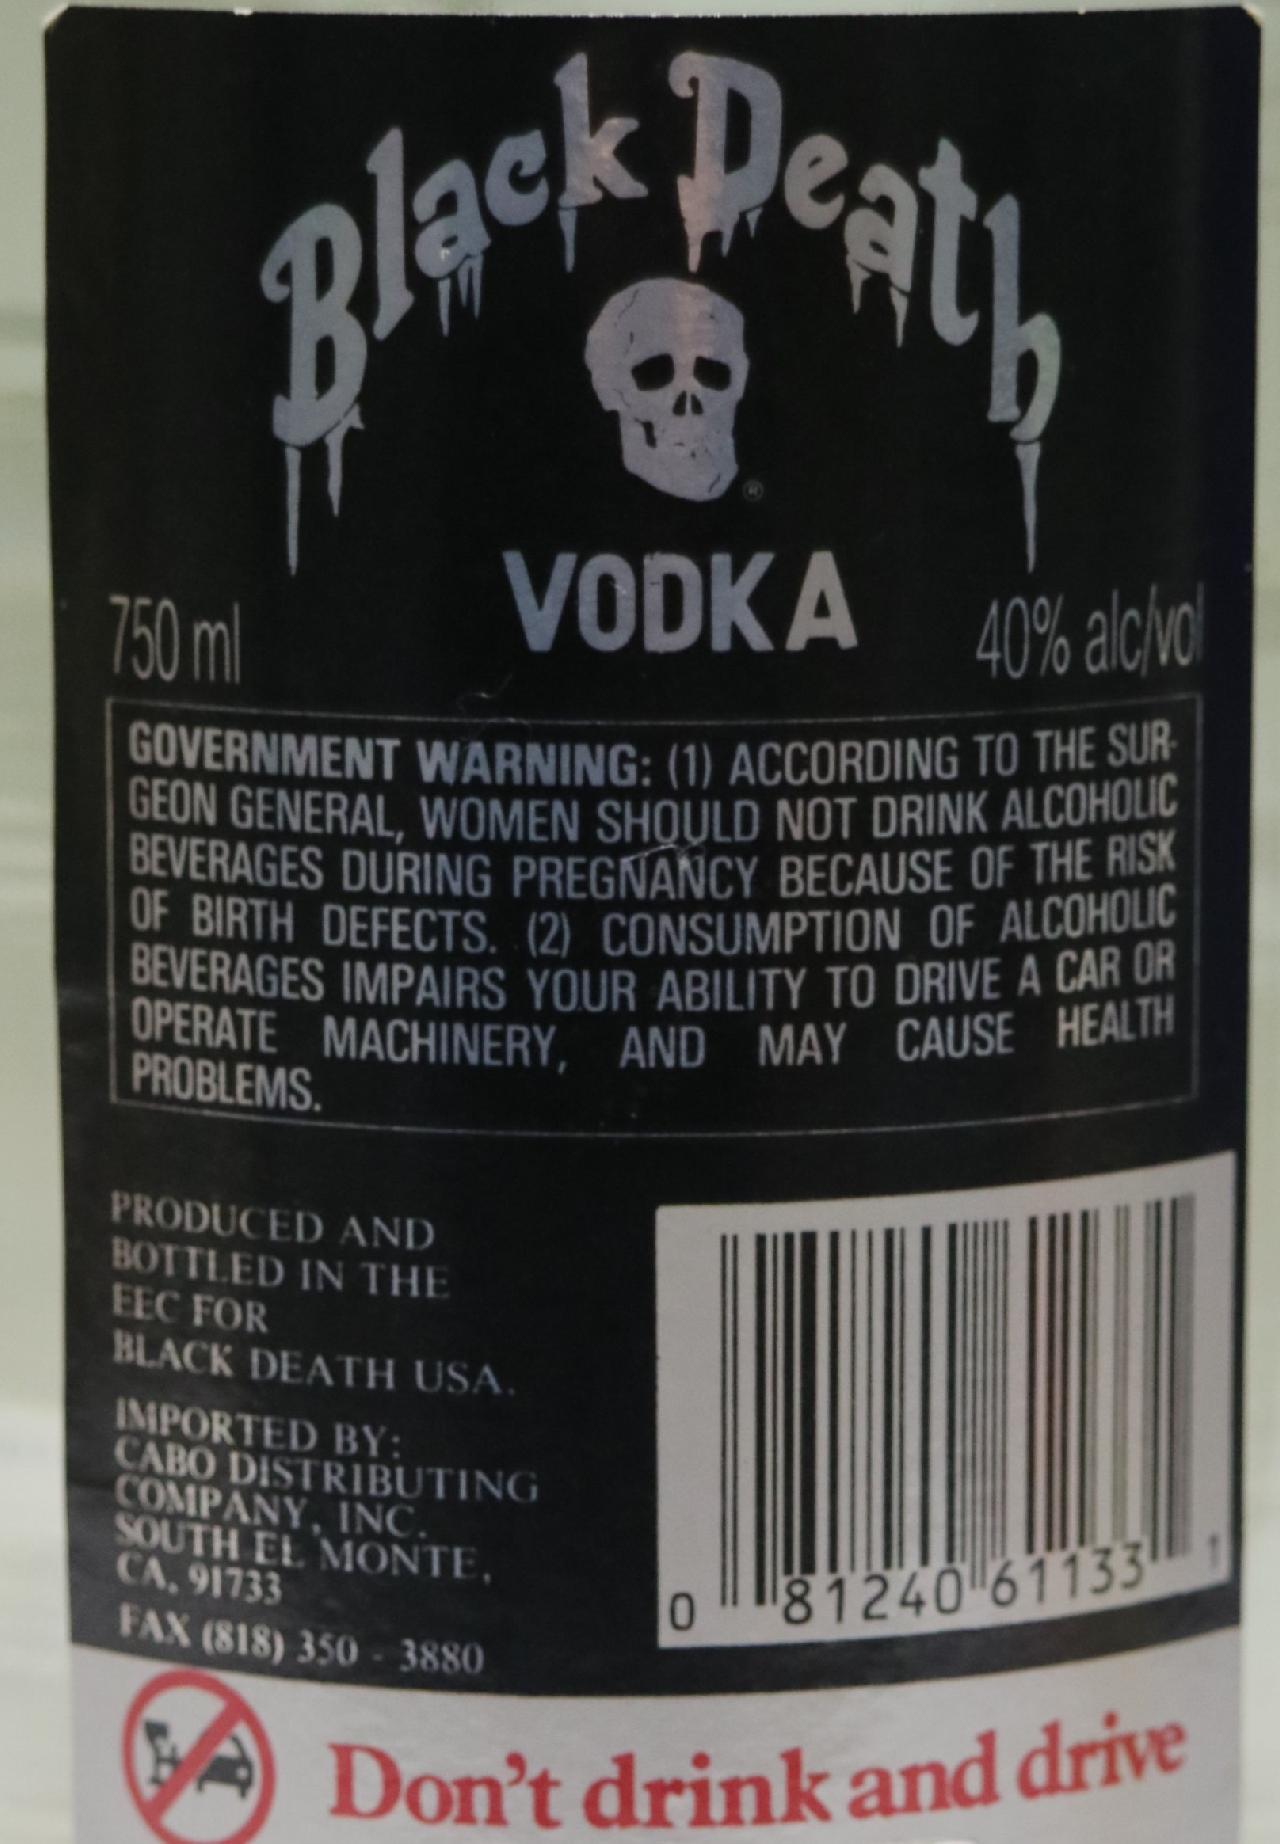 Black Death
®
VODKA
750 ml 40% alc/vol
GOVERNMENT WARNING: (1) ACCORDING TO THE SUR-
GEON GENERAL, WOMEN SHOULD NOT DRINK ALCOHOLIC
BEVERAGES DURING PREGNANCY BECAUSE OF THE RISK
OF BIRTH DEFECTS. (2) CONSUMPTION OF ALCOHOLIC
BEVERAGES IMPAIRS YOUR ABILITY TO DRIVE A CAR OR
OPERATE MACHINERY, AND MAY CAUSE HEALTH
PROBLEMS.
PRODUCED AND
BOTTLED IN THE
EEC FOR
BLACK DEATH USA.
IMPORTED BY:
CABO DISTRIBUTING
COMPANY, INC.
SOUTH EL MONTE,
CA. 91733
FAX (818) 350 - 3880
0 81240 61133 1
Don't drink and drive